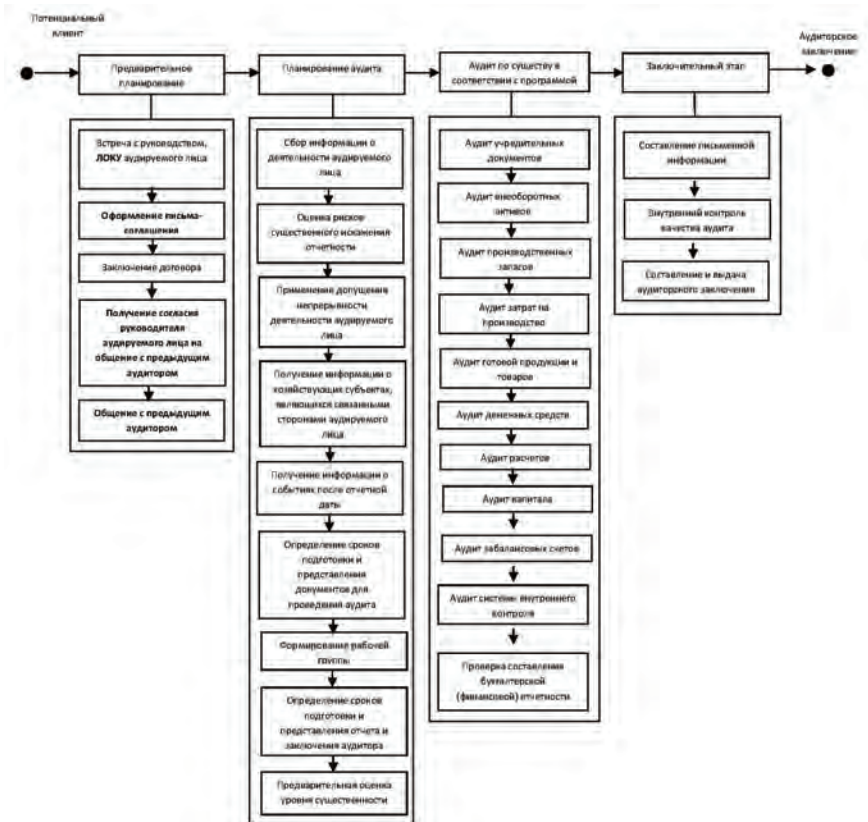 Потенциальный
клиент
Аудиторское
заключение
Предварительное
планирование
Планирование аудита
Аудит по существу в
соответствии с программой
Заключительный этап
Встреча с руководством,
ЛОКУ аудируемого лица
Оформление письма-
соглашения
Заключение договора
Получение согласия
руководителя
аудируемого лица на
общение с предыдущим
аудитором
Общение с предыдущим
аудитором
Сбор информации о
деятельности аудируемого
лица
Оценка рисков
существенного искажения
отчетности
Применение допущения
непрерывности
деятельности аудируемого
лица
Получение информации о
хозяйствующих субъектах,
являющихся связанными
сторонами аудируемого
лица
Получение информации о
событиях после отчетной
даты
Определение сроков
подготовки и
представления
документов для
проведения аудита
Формирование рабочей
группы
Определение сроков
подготовки и
представления отчета и
заключения аудитора
Предварительная оценка
уровня существенности
Аудит учредительных
документов
Аудит внеоборотных
активов
Аудит производственных
запасов
Аудит затрат на
производство
Аудит готовой продукции и
товаров
Аудит денежных средств
Аудит расчетов
Аудит капитала
Аудит забалансовых счетов
Аудит системы внутреннего
контроля
Проверка составления
бухгалтерской
(финансовой) отчетности
Составление письменной
информации
Внутренний контроль
качества аудита
Составление и выдача
аудиторского заключения